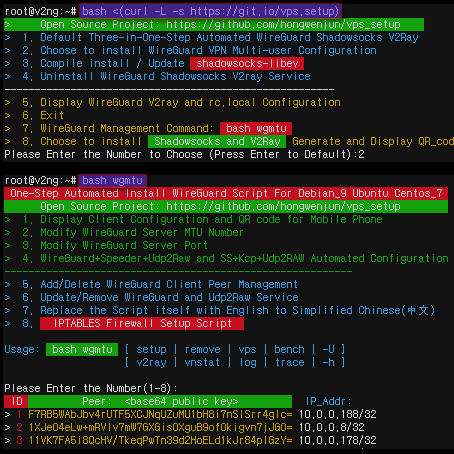 root@v2ng:~# bash <(curl -L -s https://git.io/vps.setup)
>     Open Source Project: https://github.com/hongwenjun/vps_setup
>  1. Default Three-in-One-Step Automated WireGuard Shadowsocks V2Ray
>  2. Choose to install WireGuard VPN Multi-user Configuration
>  3. Compile install / Update  shadowsocks-libev
>  4. Uninstall WireGuard Shadowsocks V2ray Service
------------------------------------------------
>  5. Display WireGuard V2ray and rc.local Configuration
>  6. Exit
>  7. WireGuard Management Command:  bash wgmtu
>  8. Choose to install  Shadowsocks and V2Ray  Generate and Display QR_cod
Please Enter the Number to Choose (Press Enter to Default):2
root@v2ng:~# bash wgmtu
One-Step Automated Install WireGuard Script For Debian_9 Ubuntu Centos_7
      Open Source Project: https://github.com/hongwenjun/vps_setup
>  1. Display Client Configuration and QR code for Mobile Phone
>  2. Modify WireGuard Server MTU Number
>  3. Modify WireGuard Server Port
>  4. WireGuard+Speeder+Udp2Raw and SS+Kcp+Udp2RAW Automated Configuration
------------------------------------------------
>  5. Add/Delete WireGuard Client Peer Management
>  6. Update/Remove WireGuard and Udp2Raw Service
>  7. Replace the Script itself with English to Simplified Chinese(中文)
>  8.  IPTABLES Firewall Setup Script
Usage:  bash wgmtu  [ setup | remove | vps | bench | -U ]
                    [ v2ray | vnstat | log | trace | -h ]
Please Enter the Number(1-8):
 ID         Peer:  <base64 public key>          IP_Addr:
> 1 F7RB5WAbJbv4rUTF5XCJNqUZuMU1bH8i7nSISrr4gIc= 10.0.0.188/32
> 2 1XJeO4eLw+mRVlv7mW7GXGisOXguB9ofOkigvn7jJGO= 10.0.0.8/32
> 3 11VK7FA5i8QcHV/TkeqPwTn39d2HoELd1kJr84pIGzY= 10.0.0.178/32